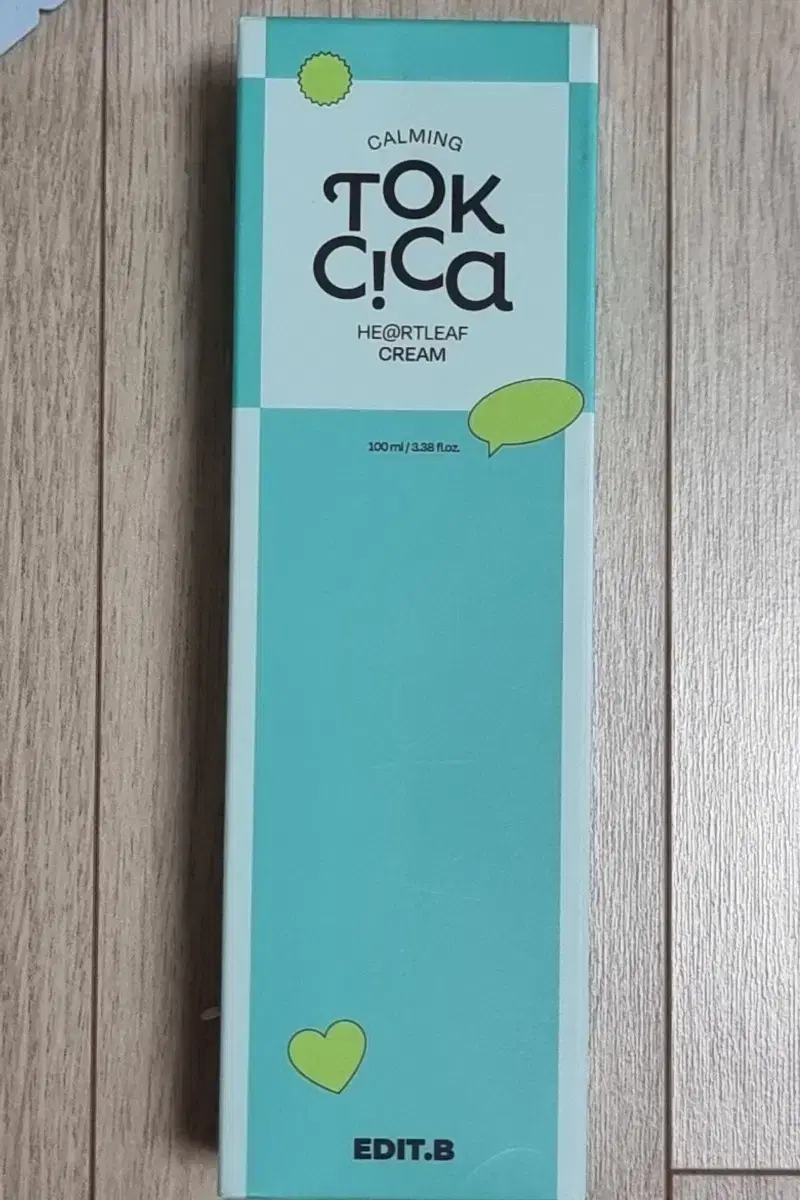 CALMING
TOK
C!Ca
HE@RTLEAF
CREAM
100 ml / 3.38 fl.oz.
EDIT.B